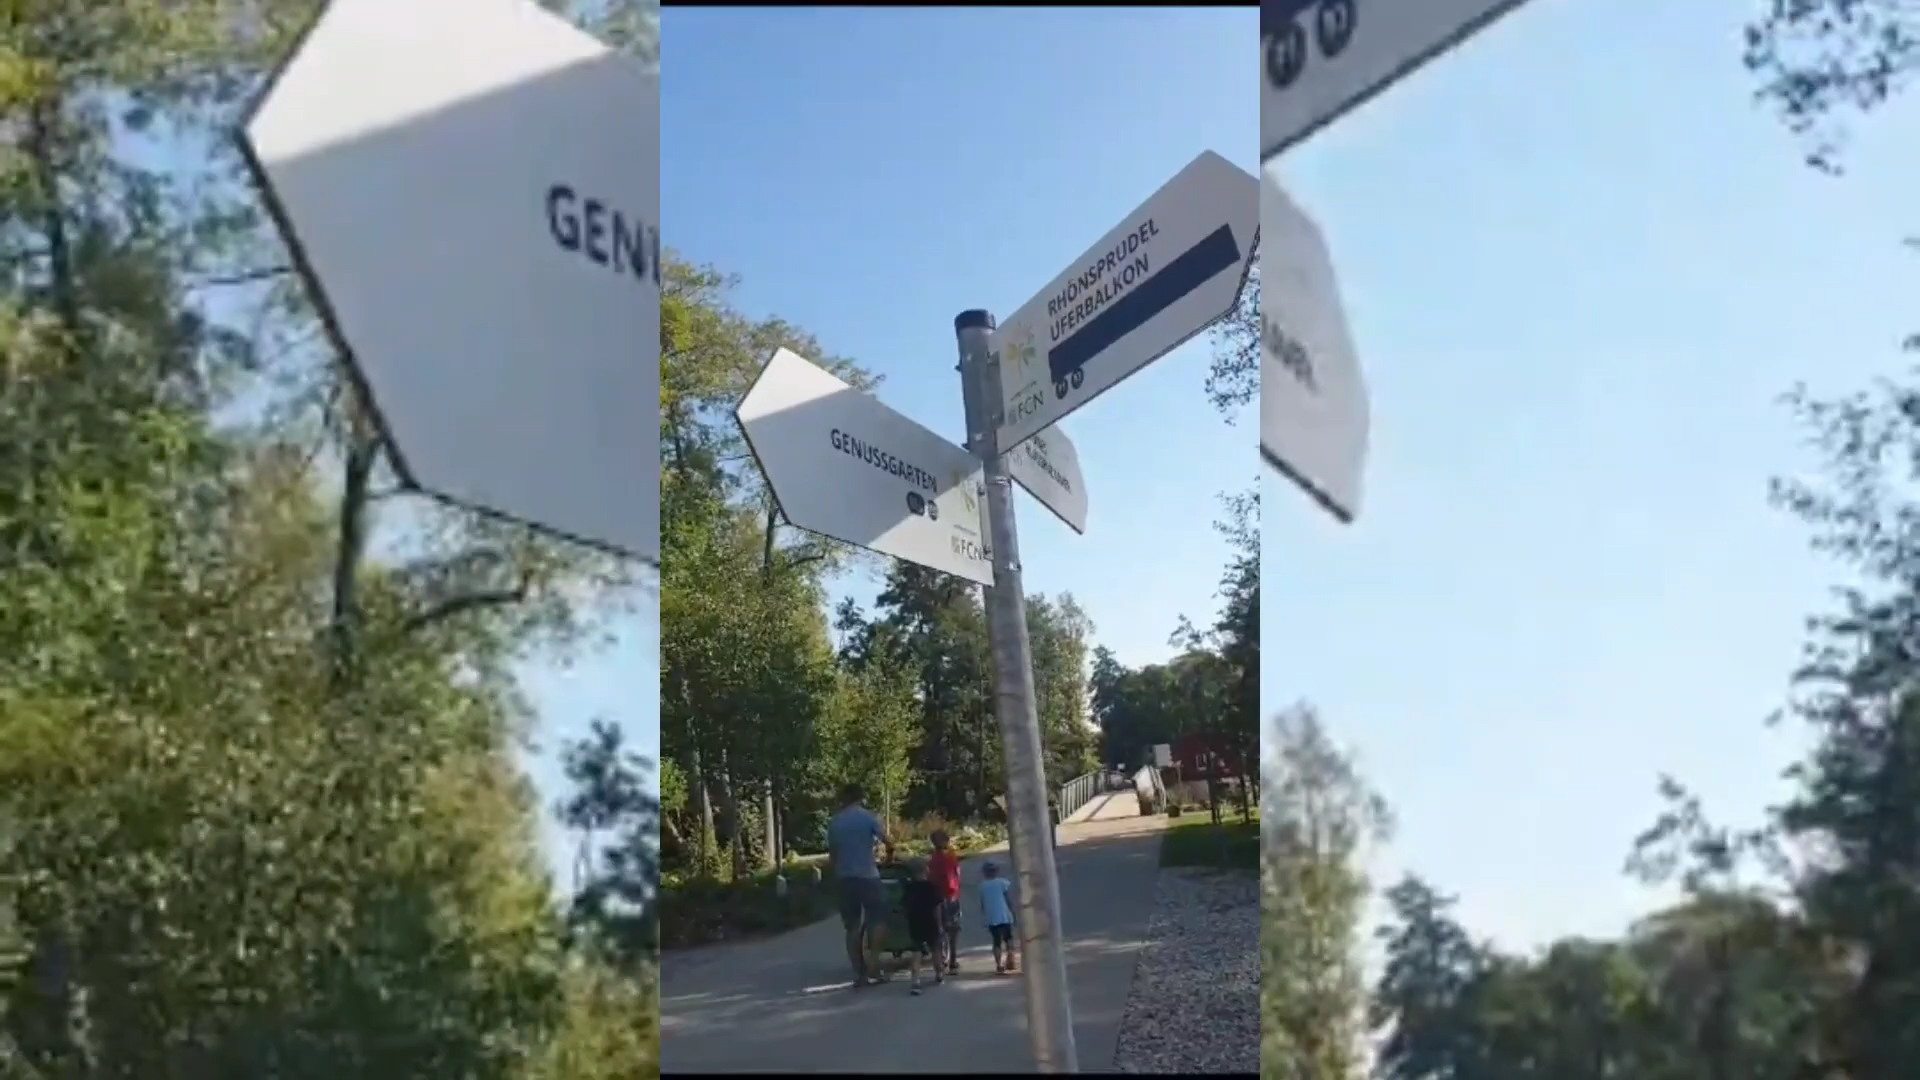 GENUSSGARTEN
FCN
RHÖNSPRUDEL
UFERBALKON
FCN